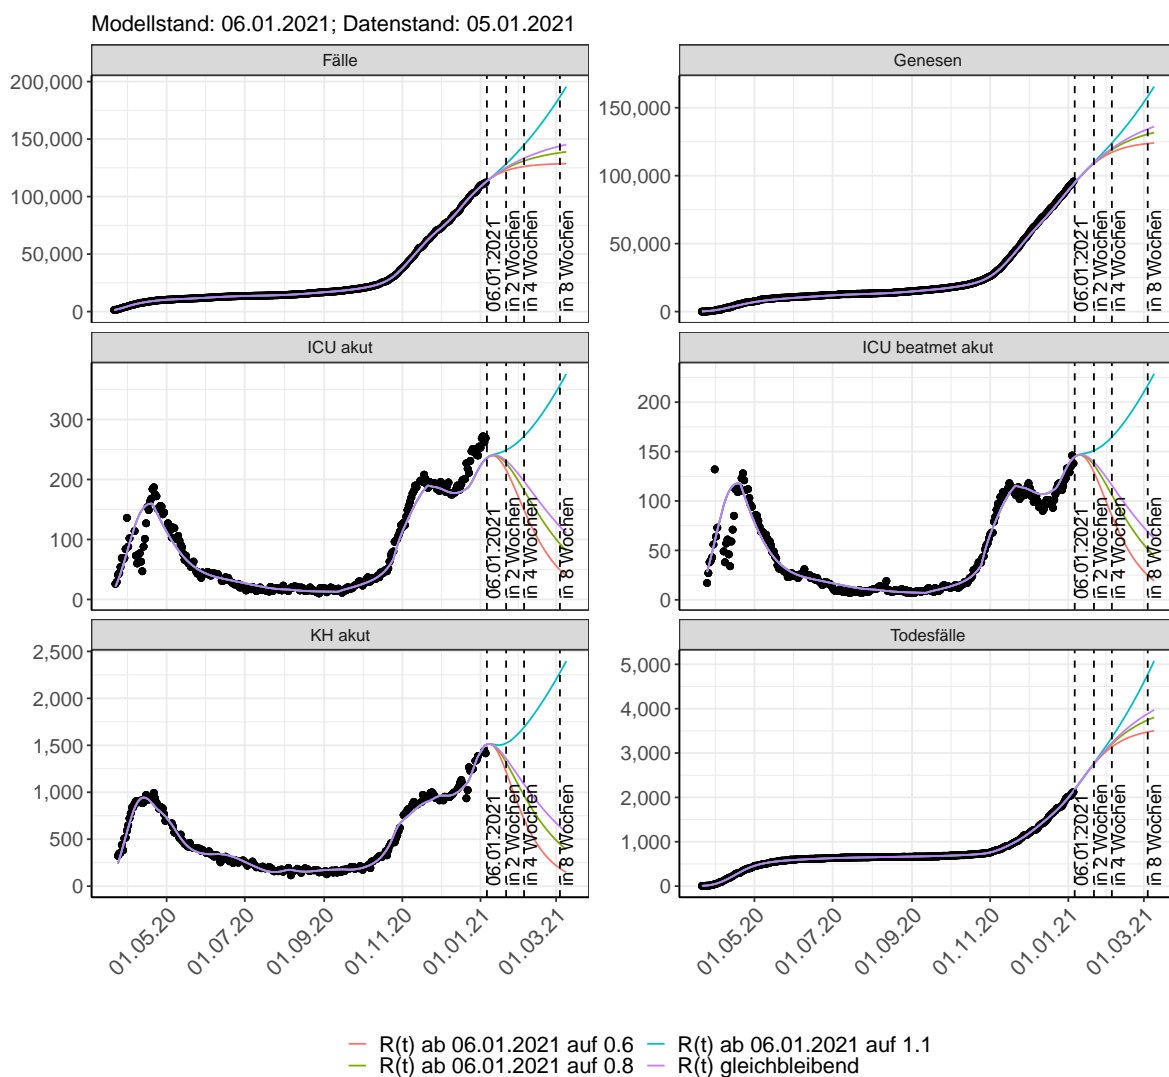 Modellstand: 06.01.2021; Datenstand: 05.01.2021
Fälle
200,000
150,000
100,000
50,000
0
06.01.2021
in 2 Wochen
in 4 Wochen
in 8 Wochen
Genesen
150,000
100,000
50,000
0
06.01.2021
in 2 Wochen
in 4 Wochen
in 8 Wochen
ICU akut
300
200
100
0
06.01.2021
in 2 Wochen
in 4 Wochen
in 8 Wochen
ICU beatmet akut
200
150
100
50
0
06.01.2021
in 2 Wochen
in 4 Wochen
in 8 Wochen
KH akut
2,500
2,000
1,500
1,000
500
0
06.01.2021
in 2 Wochen
in 4 Wochen
in 8 Wochen
01.05.20
01.07.20
01.09.20
01.11.20
01.01.21
01.03.21
Todesfälle
5,000
4,000
3,000
2,000
1,000
0
06.01.2021
in 2 Wochen
in 4 Wochen
in 8 Wochen
01.05.20
01.07.20
01.09.20
01.11.20
01.01.21
01.03.21
R(t) ab 06.01.2021 auf 0.6
R(t) ab 06.01.2021 auf 1.1
R(t) ab 06.01.2021 auf 0.8
R(t) gleichbleibend